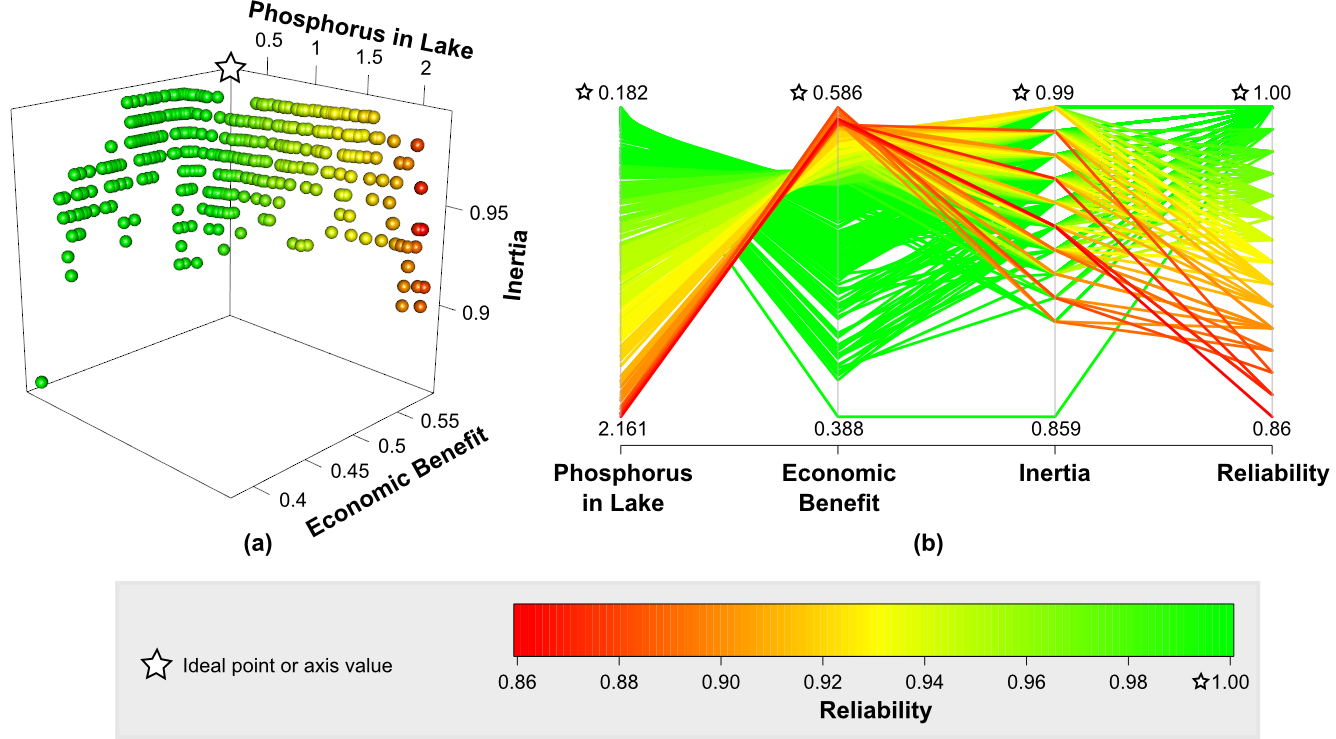 Phosphorus in Lake
0.5
1
1.5
2
0.95
Inertia
0.9
0.55
0.5
0.45
0.4
Economic Benefit
(a)
☆ 0.182
☆ 0.586
☆ 0.99
☆ 1.00
2.161
0.388
0.859
0.86
Phosphorus
in Lake
Economic
Benefit
Inertia
Reliability
(b)
☆ Ideal point or axis value
0.86 0.88 0.90 0.92 0.94 0.96 0.98 ☆1.00
Reliability